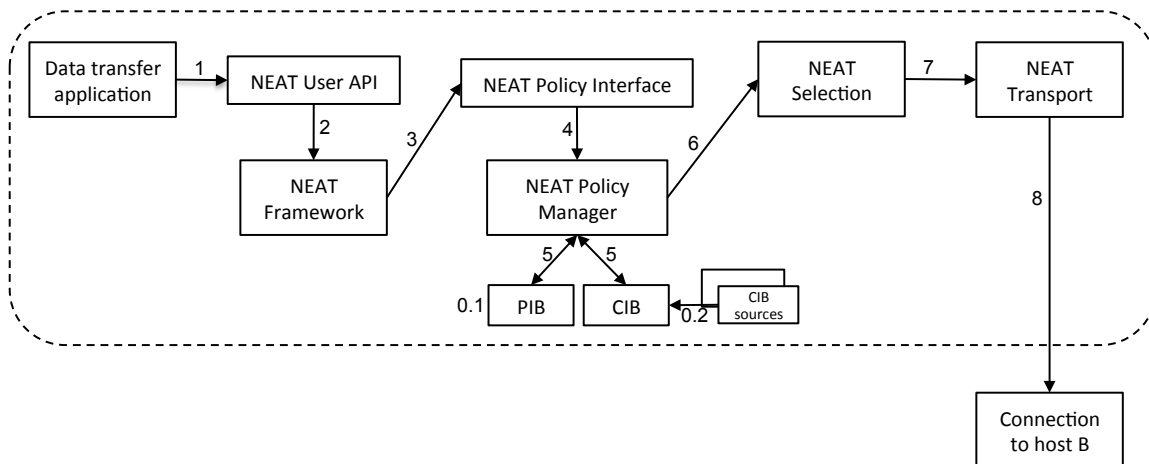 Data transfer
application
1
NEAT User API
2
NEAT
Framework
3
NEAT Policy Interface
4
NEAT Policy
Manager
5
5
0.1
PIB
CIB
0.2
CIB
sources
6
NEAT
Selection
7
NEAT
Transport
8
Connection
to host B